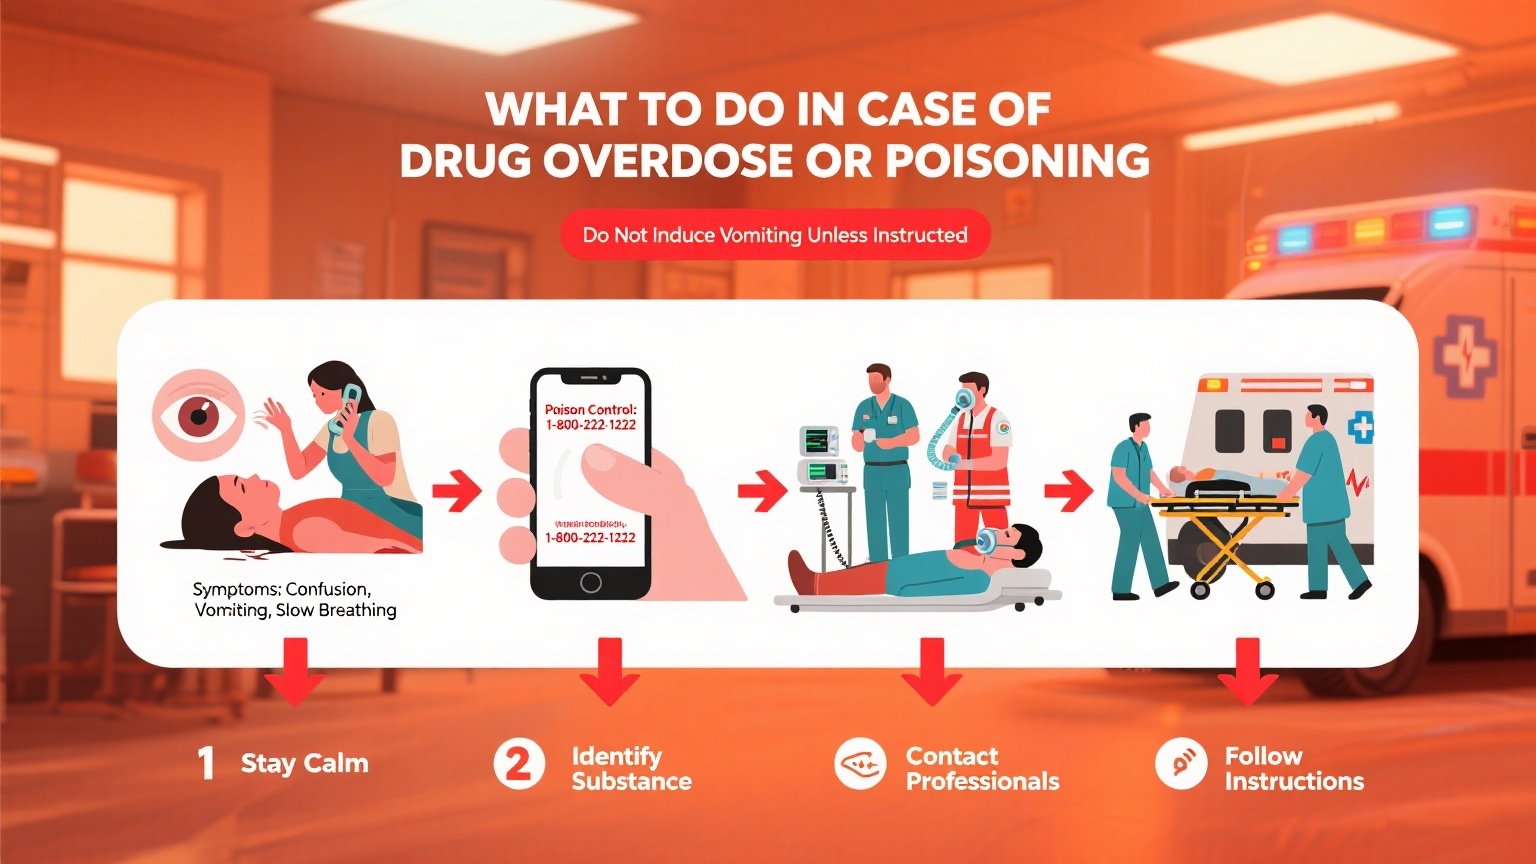 WHAT TO DO IN CASE OF
DRUG OVERDOSE OR POISONING
Do Not Induce Vomiting Unless Instructed
Poison Control:
1-800-222-1222
1-800-222-1222
Symptoms: Confusion,
Vomiting, Slow Breathing
1 Stay Calm
2 Identify
Substance
Contact
Professionals
Follow
Instructions